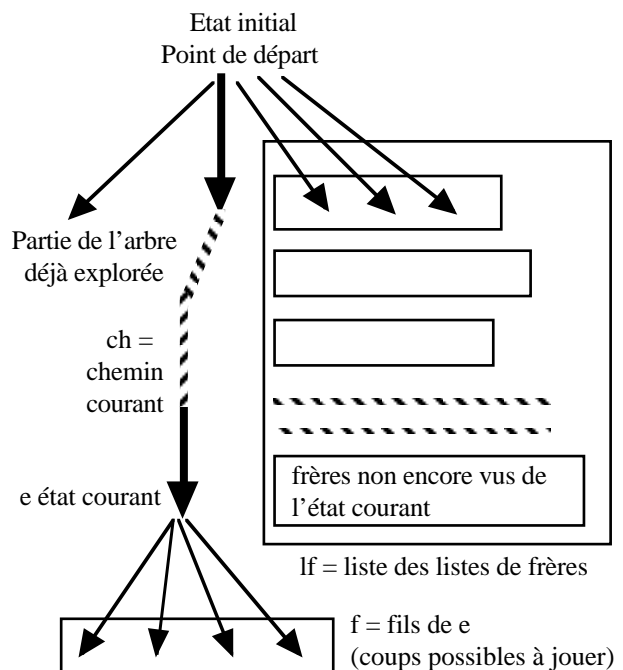 Etat initial
Point de départ
Partie de l'arbre
déjà explorée
ch =
chemin
courant
frères non encore vus de
l'état courant
e état courant
lf = liste des listes de frères
f = fils de e
(coups possibles à jouer)